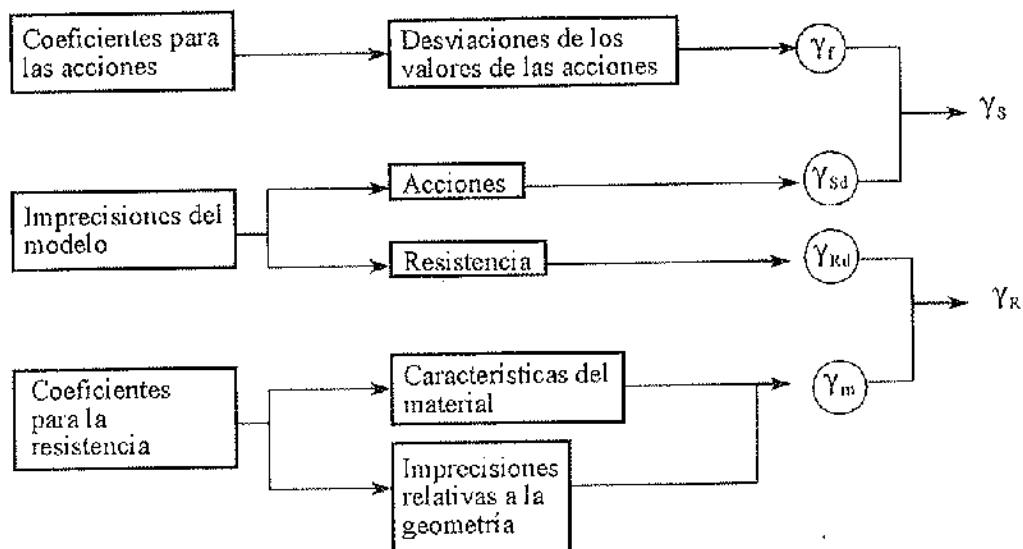 Coeficientes para
las acciones
Desviaciones de los
valores de las acciones
γf
γS
Imprecisiones del
modelo
Acciones
γSd
Resistencia
γRd
γR
Coeficientes
para la
resistencia
Características del
material
γm
Imprecisiones
relativas a la
geometría